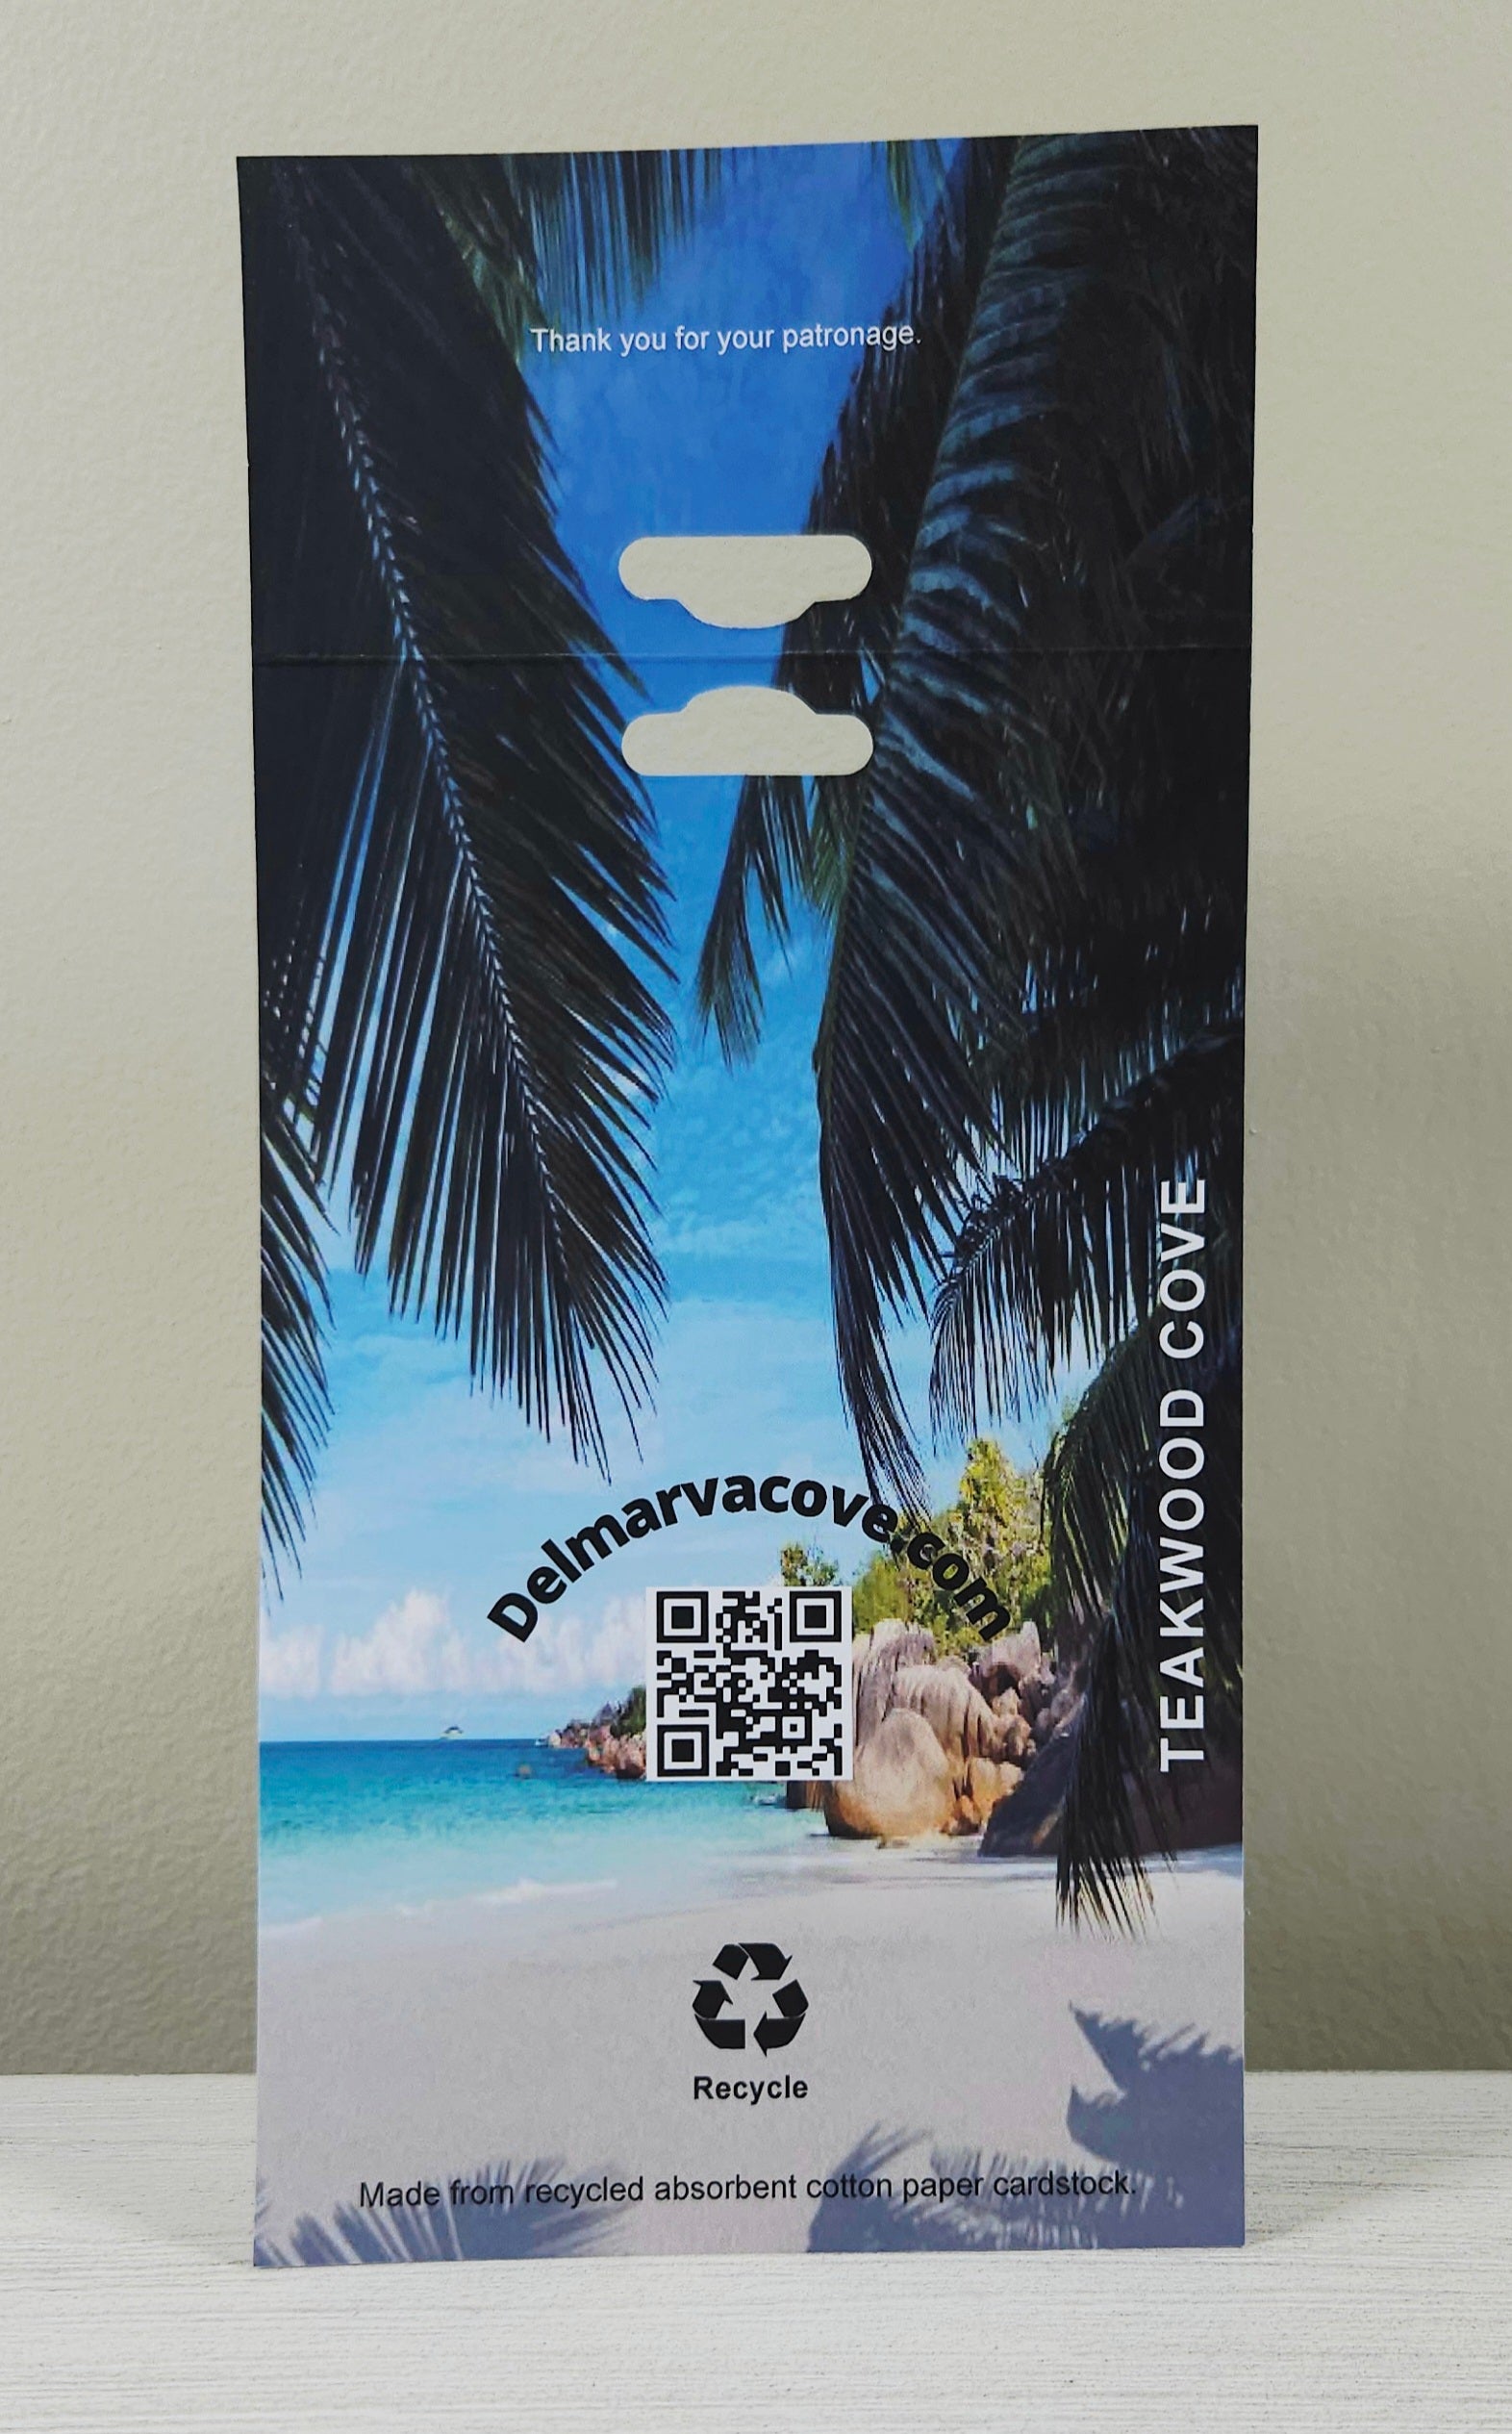 Thank you for your patronage.
Delmarvacove.com
TEAKWOOD COVE
Recycle
Made from recycled absorbent cotton paper cardstock.